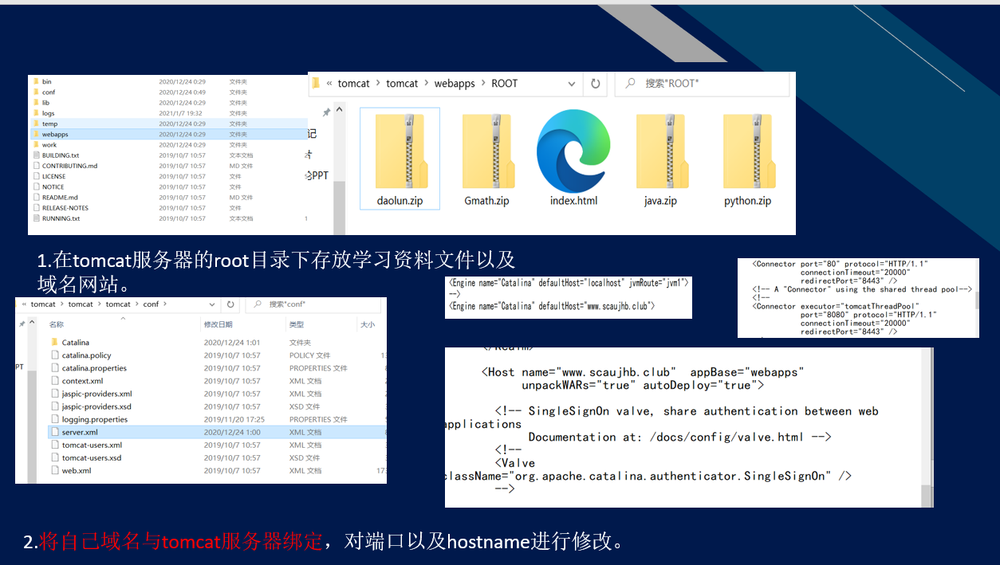 bin 2020/12/24 0:29 文件夹
conf 2020/12/24 0:49 文件夹
lib 2020/12/24 0:29 文件夹
logs 2021/1/7 19:32 文件夹
temp 2020/12/24 0:29 文件夹
webapps 2020/12/24 0:29 文件夹
work 2020/12/24 0:29 文件夹
BUILDING.txt 2019/10/7 10:57 文本文档
CONTRIBUTING.md 2019/10/7 10:57 MD 文件
LICENSE 2019/10/7 10:57 文件
NOTICE 2019/10/7 10:57 文件
README.md 2019/10/7 10:57 MD 文件
RELEASE-NOTES 2019/10/7 10:57 文件
RUNNING.txt 2019/10/7 10:57 文本文档 1
« tomcat › tomcat › webapps › ROOT
搜索"ROOT"
记
PPT
daolun.zip Gmath.zip index.html java.zip python.zip
1.在tomcat服务器的root目录下存放学习资料文件以及
域名网站。
« tomcat › tomcat › tomcat › conf ›
搜索"conf"
名称 修改日期 类型 大小
PT
Catalina 2020/12/24 1:01 文件夹
catalina.policy 2019/10/7 10:57 POLICY 文件 13
catalina.properties 2019/10/7 10:57 PROPERTIES 文件
context.xml 2019/10/7 10:57 XML 文档
jaspic-providers.xml 2019/10/7 10:57 XML 文档
jaspic-providers.xsd 2019/10/7 10:57 XSD 文件
logging.properties 2019/11/20 17:25 PROPERTIES 文件
server.xml 2020/12/24 1:00 XML 文档
tomcat-users.xml 2019/10/7 10:57 XML 文档
tomcat-users.xsd 2019/10/7 10:57 XSD 文件
web.xml 2019/10/7 10:57 XML 文档 173
<Engine name="Catalina" defaultHost="localhost" jvmRoute="jvm1">
-->
<Engine name="Catalina" defaultHost="www.scaujhb.club">
<Connector port="80" protocol="HTTP/1.1"
connectionTimeout="20000"
redirectPort="8443" />
<!-- A "Connector" using the shared thread pool-->
<!--
<Connector executor="tomcatThreadPool"
port="8080" protocol="HTTP/1.1"
connectionTimeout="20000"
redirectPort="8443" />
</Realm>
<Host name="www.scaujhb.club" appBase="webapps"
unpackWARs="true" autoDeploy="true">
<!-- SingleSignOn valve, share authentication between web
applications
Documentation at: /docs/config/valve.html -->
<!--
<Valve
className="org.apache.catalina.authenticator.SingleSignOn" />
-->
2.将自己域名与tomcat服务器绑定，对端口以及hostname进行修改。